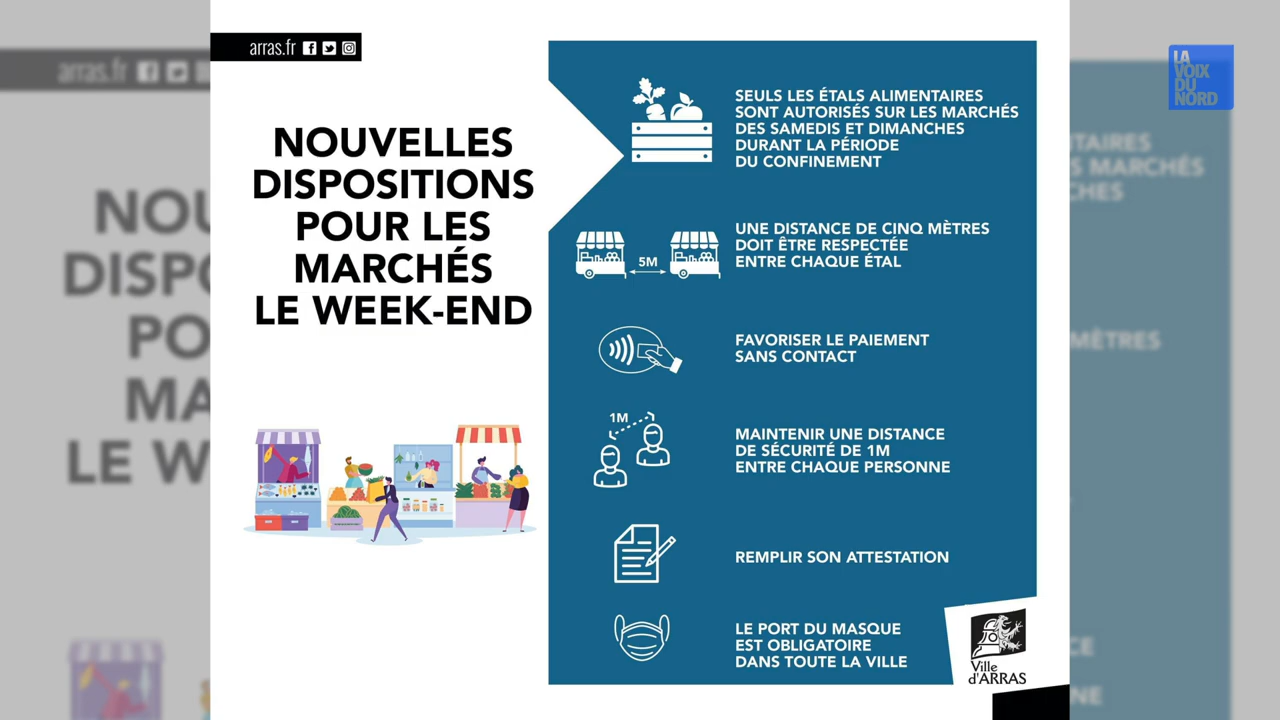 arras.fr
LA
VOIX
DU
NORD
NOUVELLES
DISPOSITIONS
POUR LES
MARCHÉS
LE WEEK-END
SEULS LES ÉTALS ALIMENTAIRES
SONT AUTORISÉS SUR LES MARCHÉS
DES SAMEDIS ET DIMANCHES
DURANT LA PÉRIODE
DU CONFINEMENT
5M
UNE DISTANCE DE CINQ MÈTRES
DOIT ÊTRE RESPECTÉE
ENTRE CHAQUE ÉTAL
FAVORISER LE PAIEMENT
SANS CONTACT
1M
MAINTENIR UNE DISTANCE
DE SÉCURITÉ DE 1M
ENTRE CHAQUE PERSONNE
REMPLIR SON ATTESTATION
LE PORT DU MASQUE
EST OBLIGATOIRE
DANS TOUTE LA VILLE
Ville
d'ARRAS